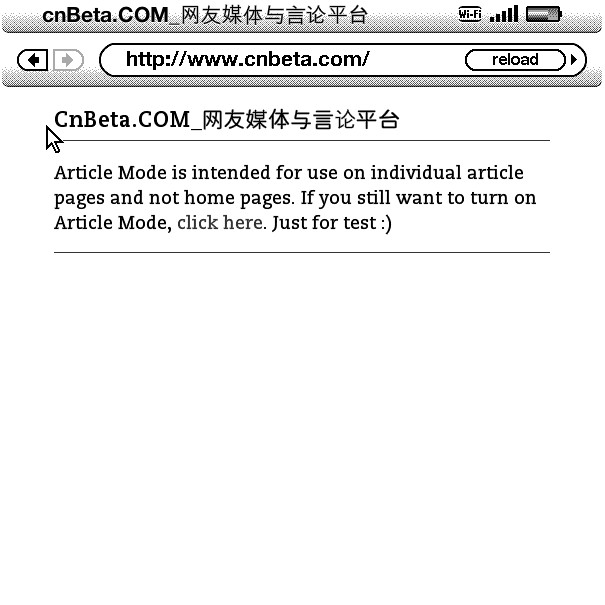 cnBeta.COM_网友媒体与言论平台
Wi-Fi
http://www.cnbeta.com/
reload
CnBeta.COM_网友媒体与言论平台
Article Mode is intended for use on individual article
pages and not home pages. If you still want to turn on
Article Mode, click here. Just for test :)